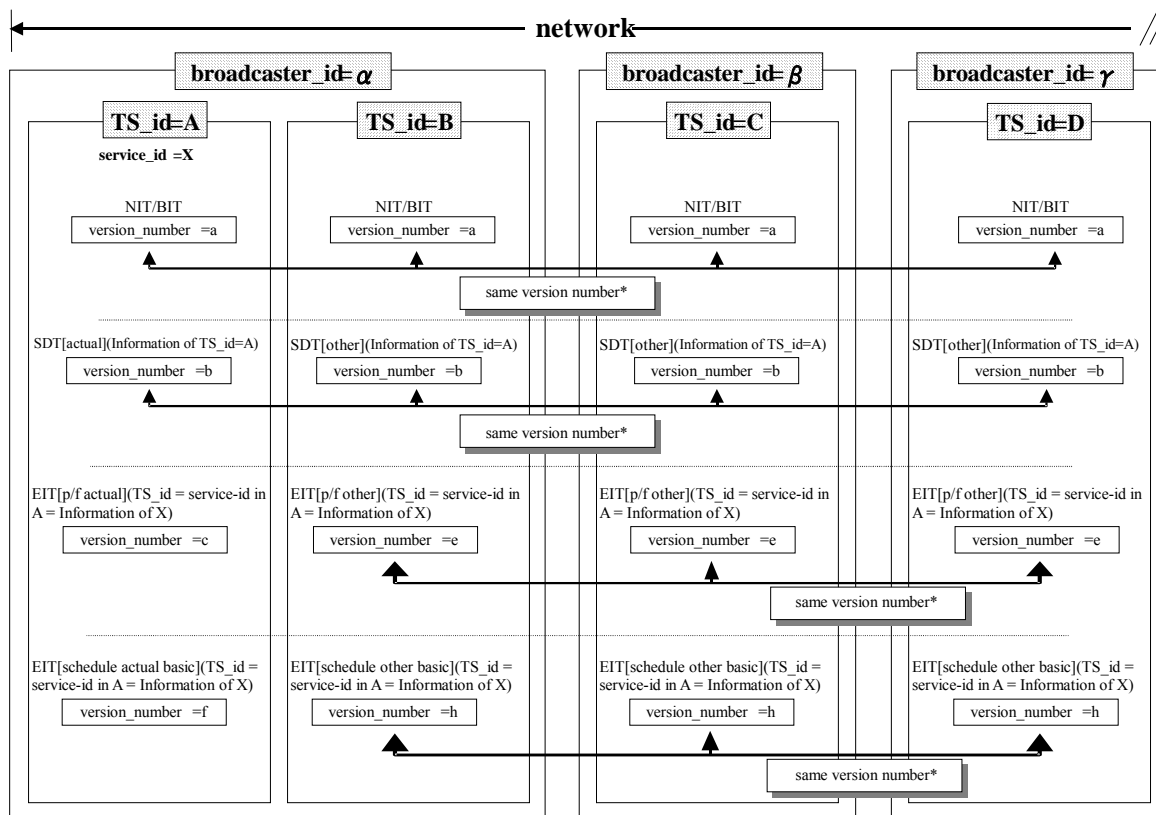 network
broadcaster_id= α
broadcaster_id= β
broadcaster_id= γ
TS_id=A
TS_id=B
TS_id=C
TS_id=D
service_id =X
NIT/BIT
NIT/BIT
NIT/BIT
NIT/BIT
version_number =a
version_number =a
version_number =a
version_number =a
same version number*
SDT[actual](Information of TS_id=A)
SDT[other](Information of TS_id=A)
SDT[other](Information of TS_id=A)
SDT[other](Information of TS_id=A)
version_number =b
version_number =b
version_number =b
version_number =b
same version number*
EIT[p/f actual](TS_id = service-id in
A = Information of X)
version_number =c
EIT[p/f other](TS_id = service-id in
A = Information of X)
version_number =e
EIT[p/f other](TS_id = service-id in
A = Information of X)
version_number =e
EIT[p/f other](TS_id = service-id in
A = Information of X)
version_number =e
same version number*
EIT[schedule actual basic](TS_id =
service-id in A = Information of X)
version_number =f
EIT[schedule other basic](TS_id =
service-id in A = Information of X)
version_number =h
EIT[schedule other basic](TS_id =
service-id in A = Information of X)
version_number =h
EIT[schedule other basic](TS_id =
service-id in A = Information of X)
version_number =h
same version number*